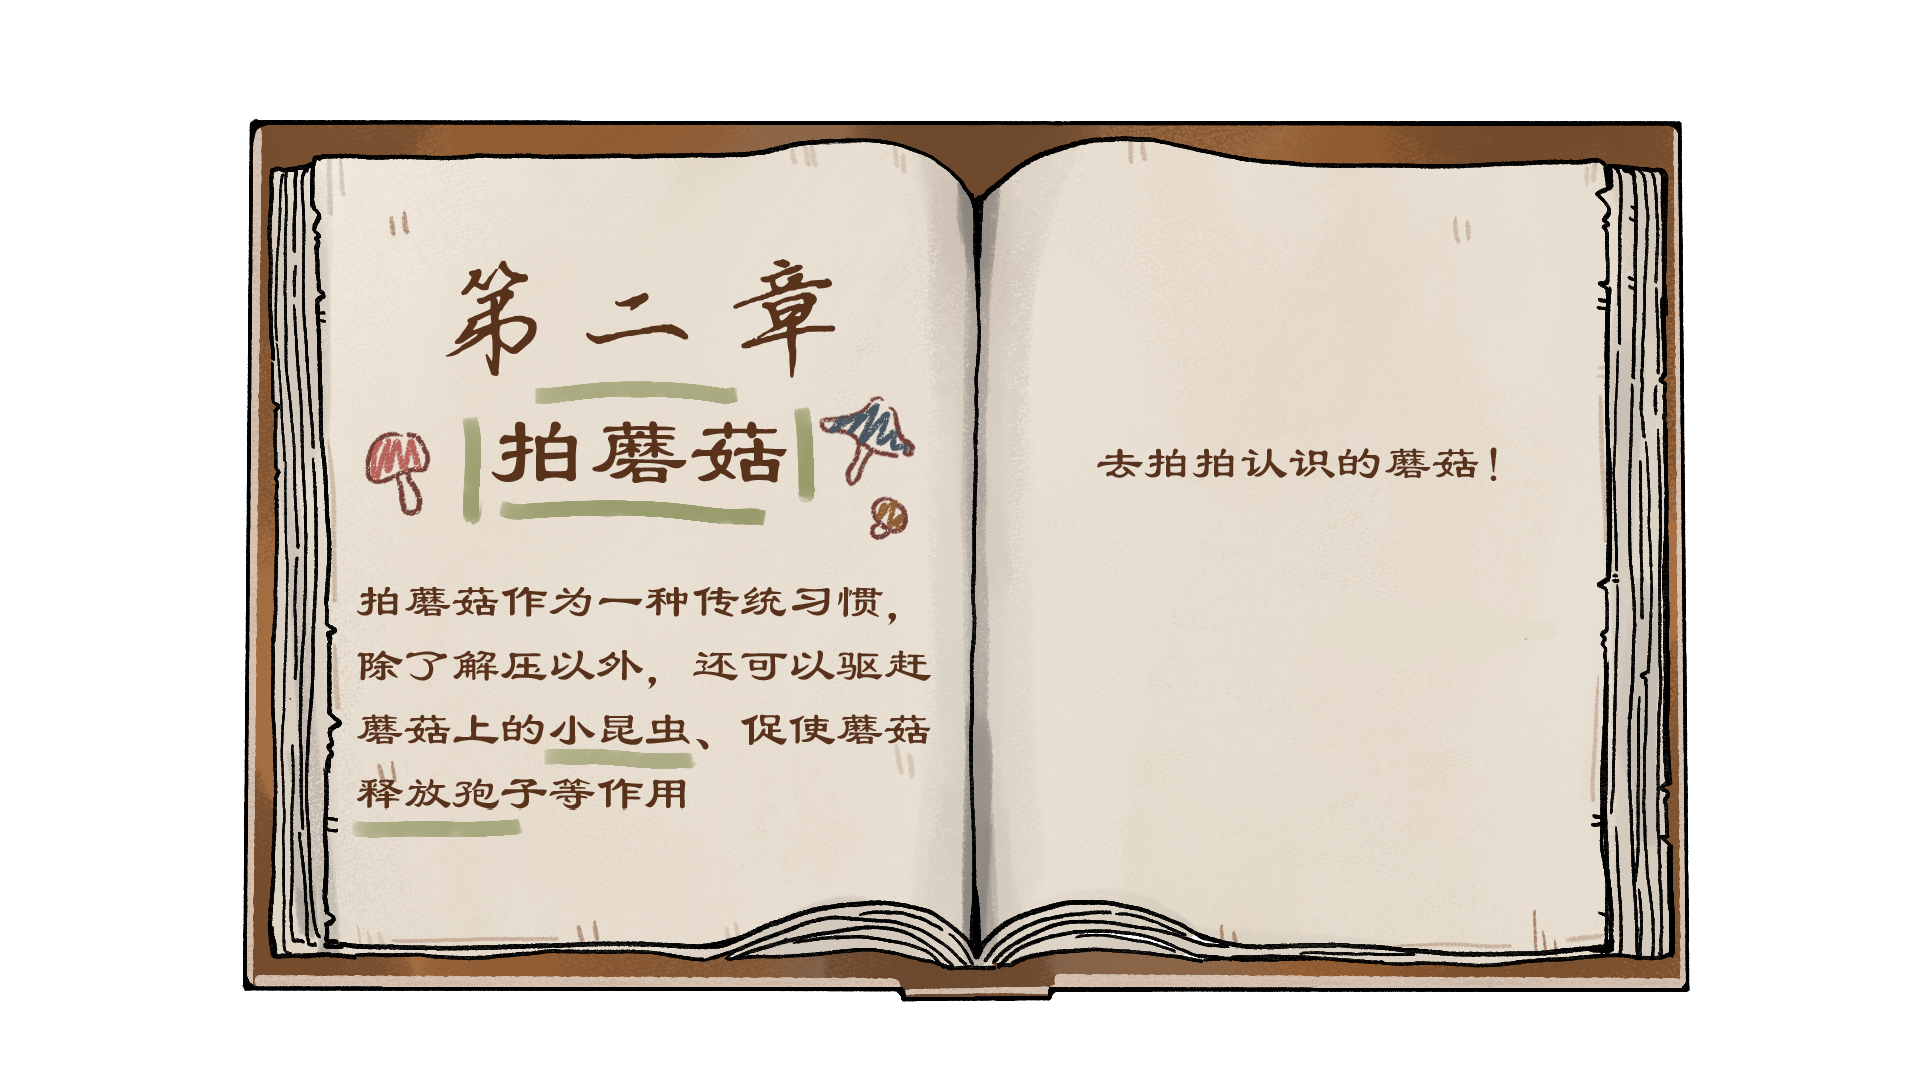 第二章
拍蘑菇
拍蘑菇作为一种传统习惯，
除了解压以外，还可以驱赶
蘑菇上的小昆虫、促使蘑菇
释放孢子等作用
去拍拍认识的蘑菇！